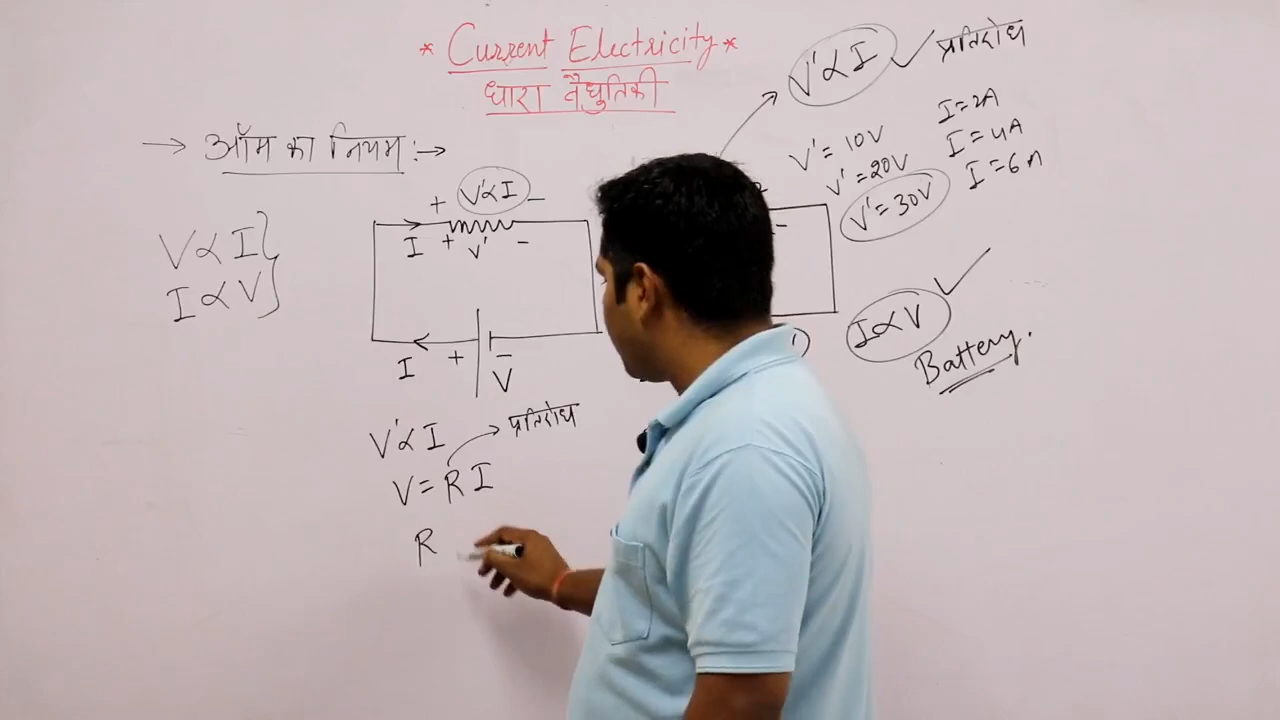 * Current Electricity *
धारा वैद्युतिकी
→ ऑम का नियम :→
V ∝ I
I ∝ V
+ V' ∝ I -
I + V' -
I + - V
V' ∝ I
V = R I → प्रतिरोध
R
V' ∝ I ✓ प्रतिरोध
V' = 10V I = 2A
V' = 20V I = 4A
V' = 30V I = 6A
I ∝ V ✓
Battery.